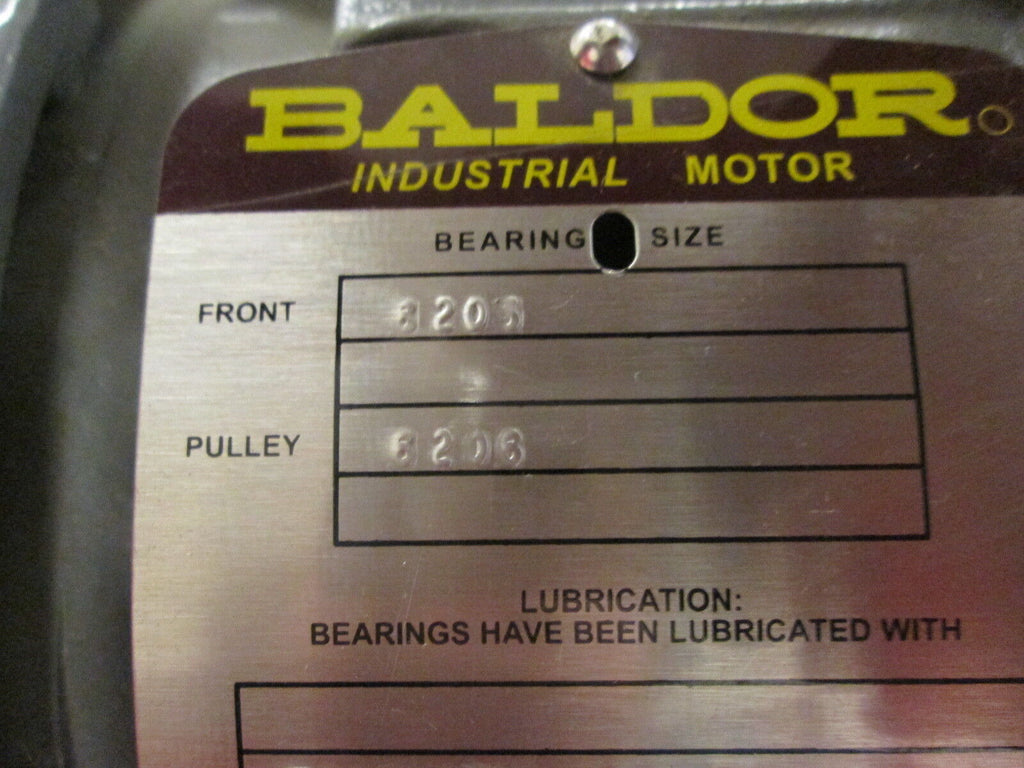 BALDOR
INDUSTRIAL MOTOR
BEARING SIZE
FRONT
PULLEY 6206
LUBRICATION:
BEARINGS HAVE BEEN LUBRICATED WITH